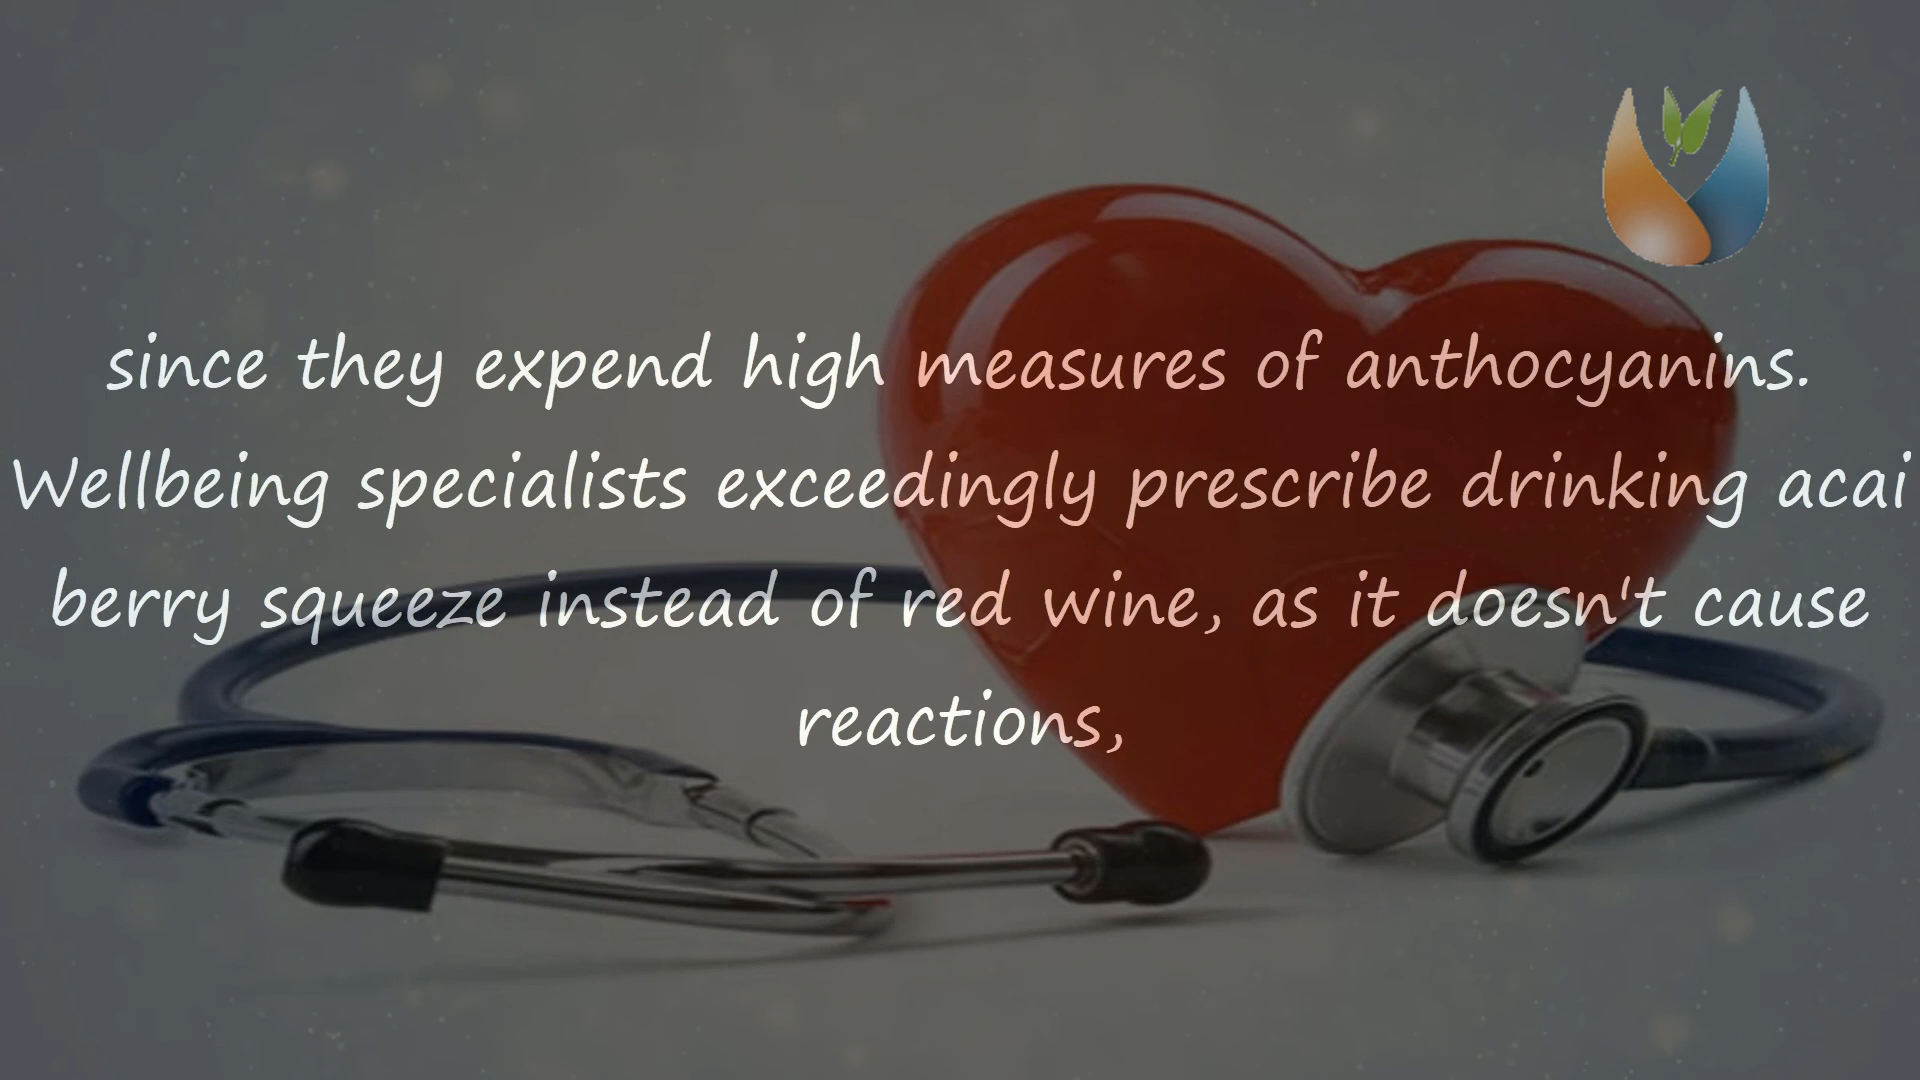 since they expend high measures of anthocyanins.
Wellbeing specialists exceedingly prescribe drinking acai
berry squeeze instead of red wine, as it doesn't cause
reactions,